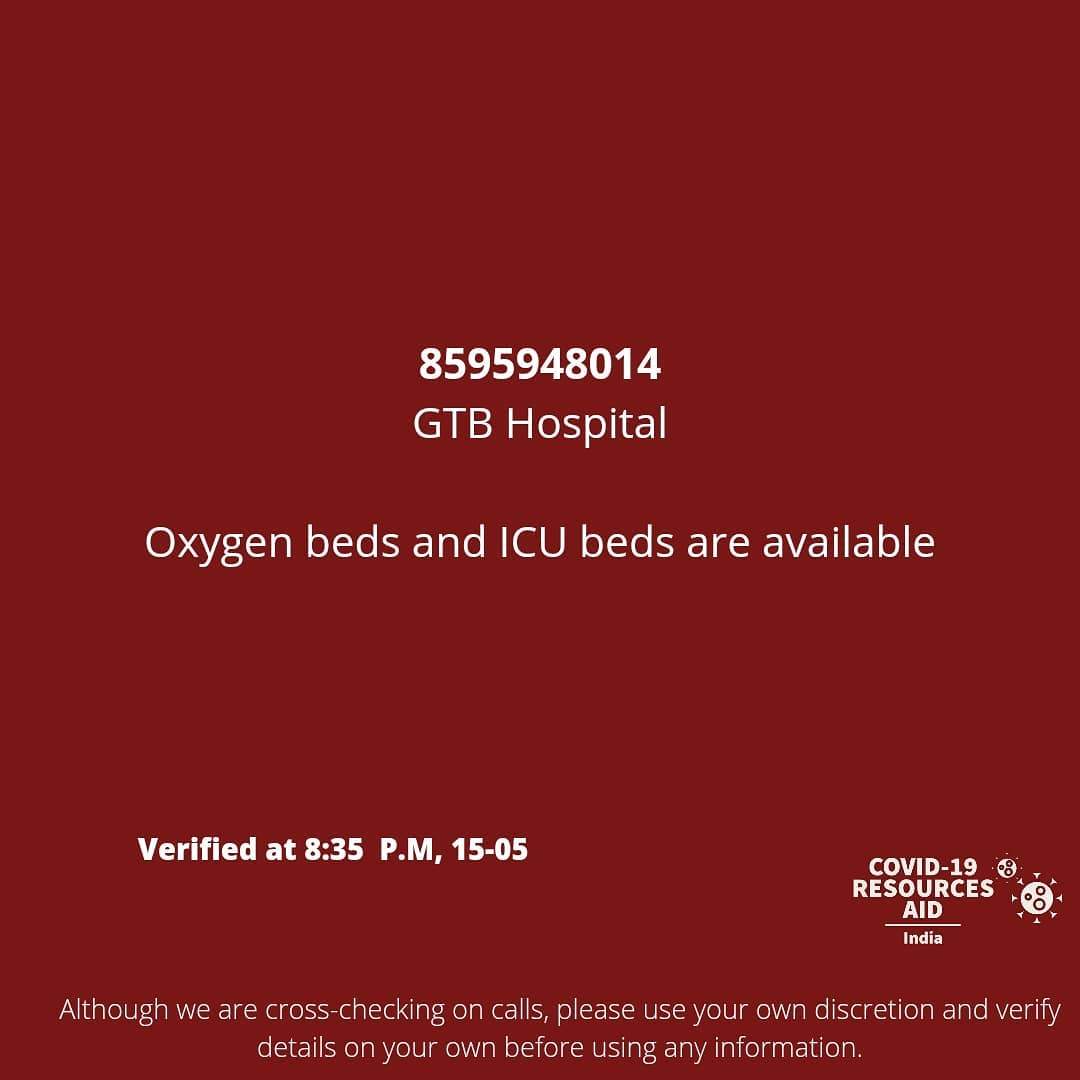 8595948014
GTB Hospital
Oxygen beds and ICU beds are available
Verified at 8:35  P.M, 15-05
COVID-19
RESOURCES
AID
India
Although we are cross-checking on calls, please use your own discretion and verify
details on your own before using any information.